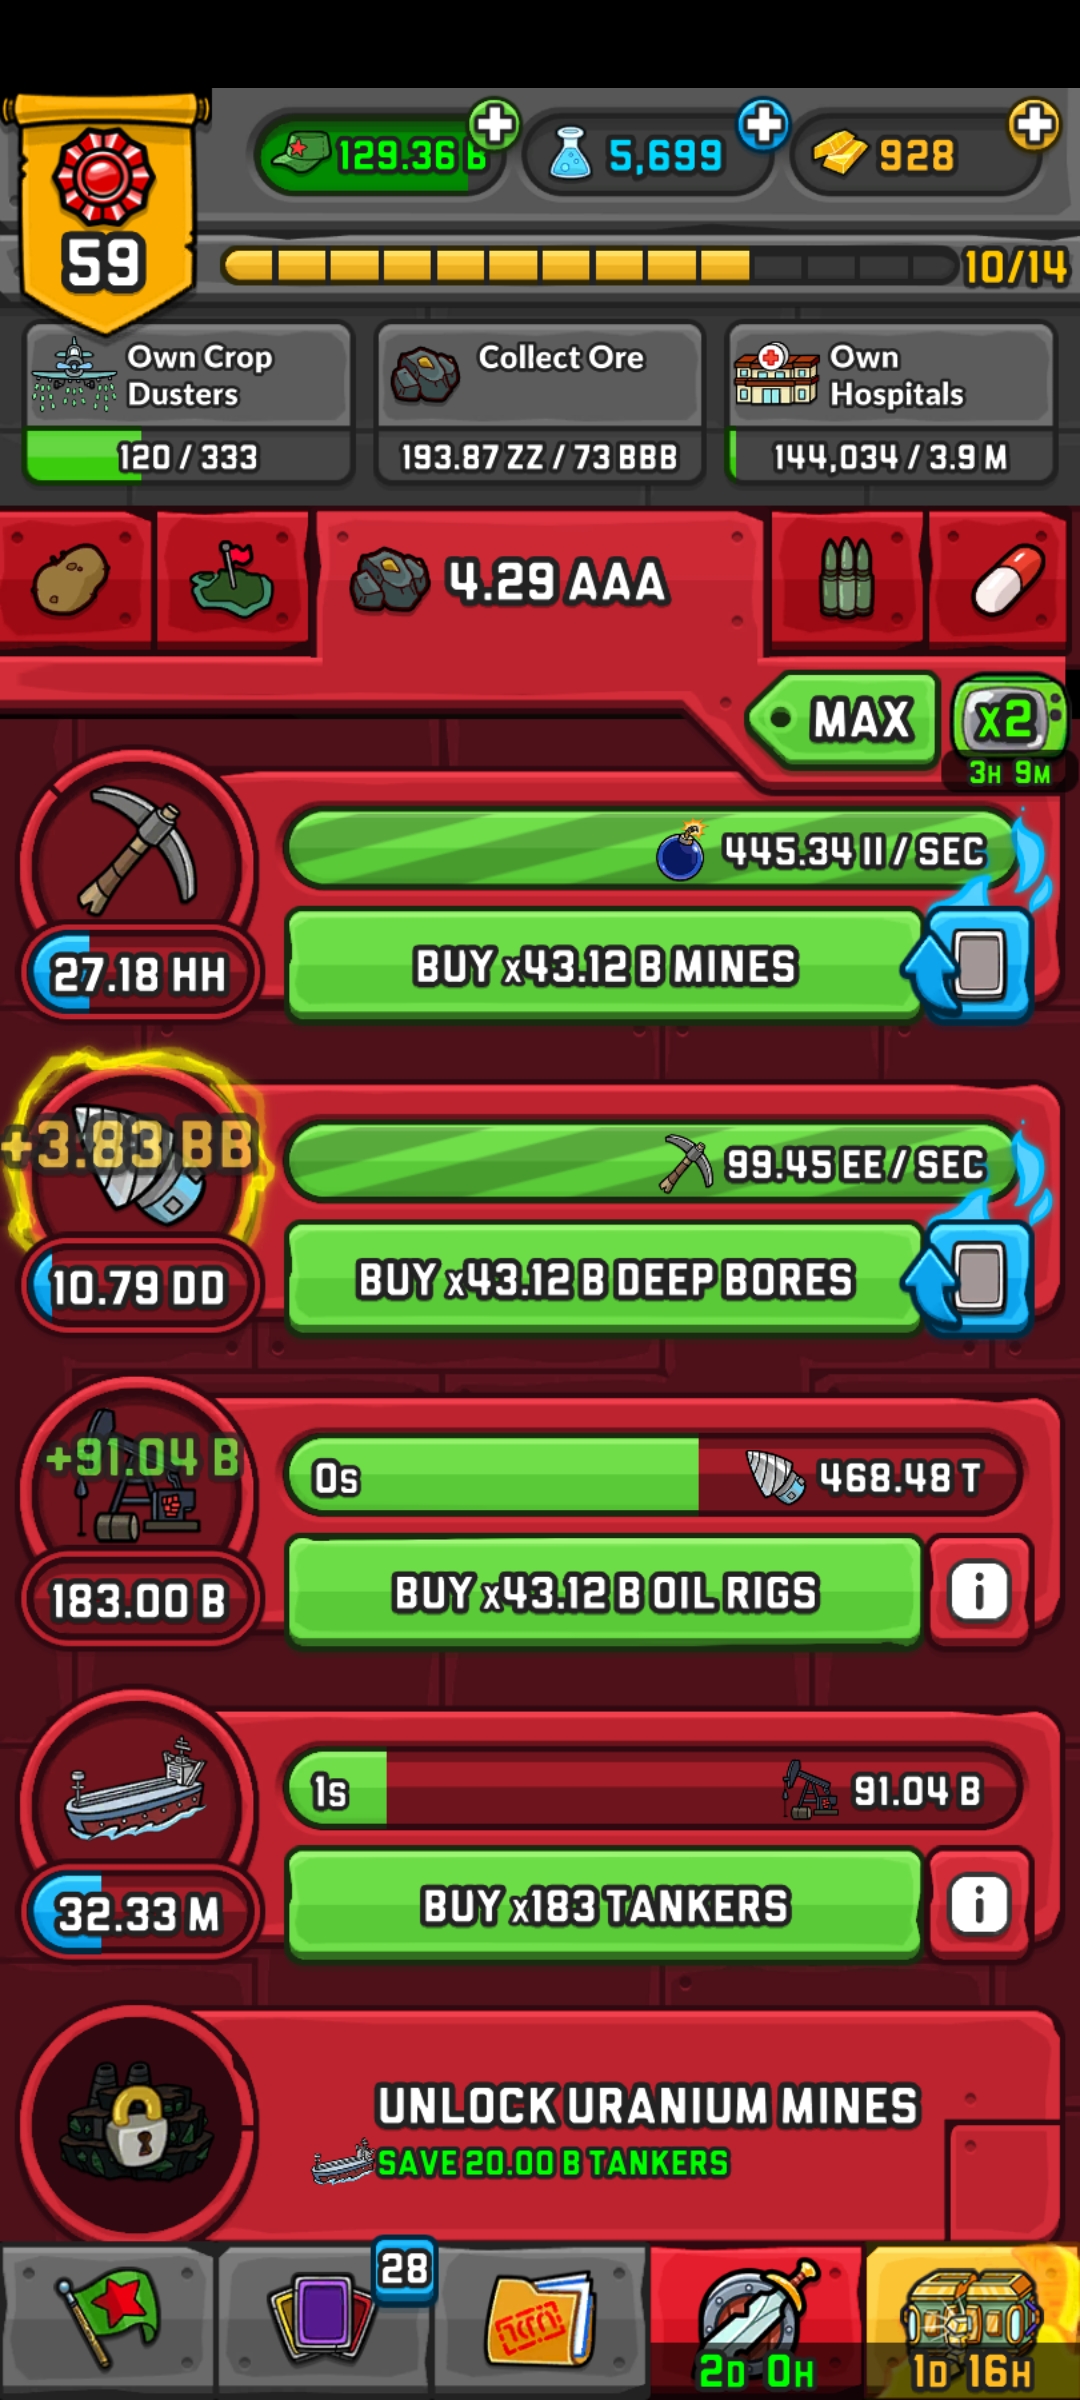 129.36 B
5,699
928
59
10/14
Own Crop
Dusters
120 / 333
Collect Ore
193.87 ZZ / 73 BBB
Own
Hospitals
144,034 / 3.9 M
4.29 AAA
MAX
x2
3H 9M
445.34 II / SEC
27.18 HH
BUY x43.12 B MINES
+3.83 BB
99.45 EE / SEC
10.79 DD
BUY x43.12 B DEEP BORES
+91.04 B
0s
468.48 T
183.00 B
BUY x43.12 B OIL RIGS
i
1s
91.04 B
32.33 M
BUY x183 TANKERS
i
UNLOCK URANIUM MINES
SAVE 20.00 B TANKERS
28
2D 0H
1D 16H